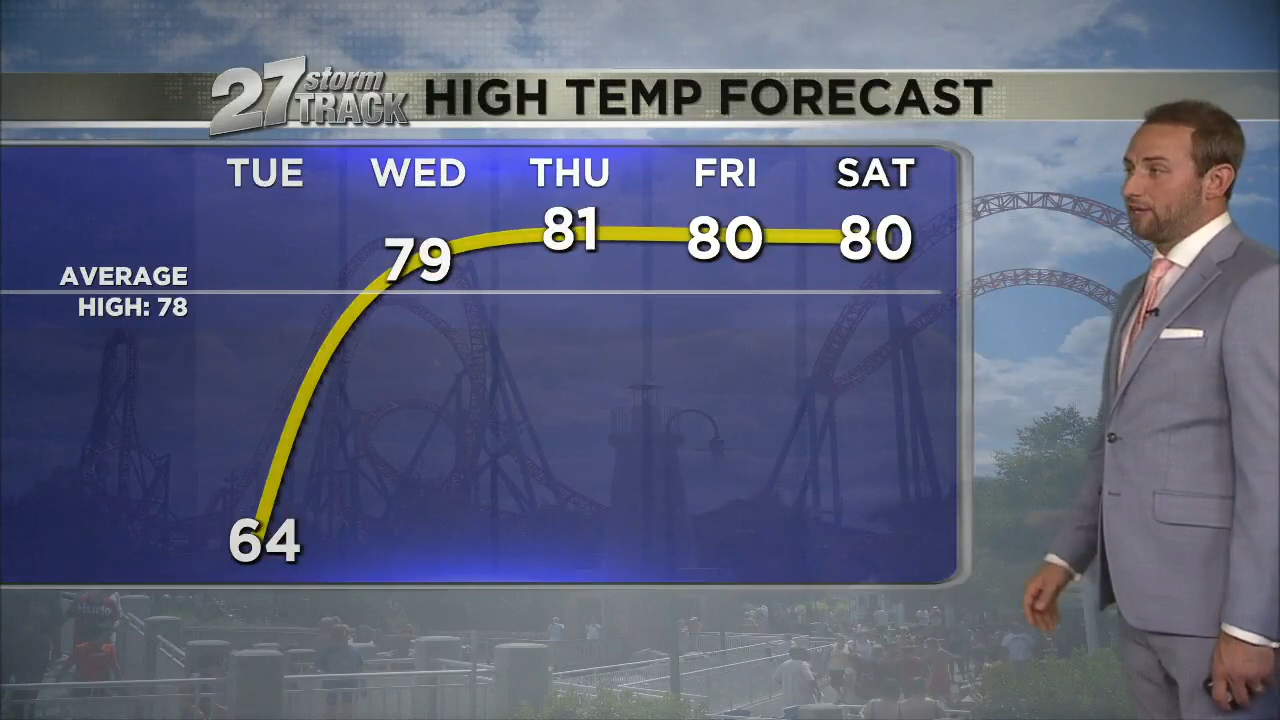 27 storm TRACK HIGH TEMP FORECAST
TUE WED THU FRI SAT
79 81 80 80
AVERAGE
HIGH: 78
64